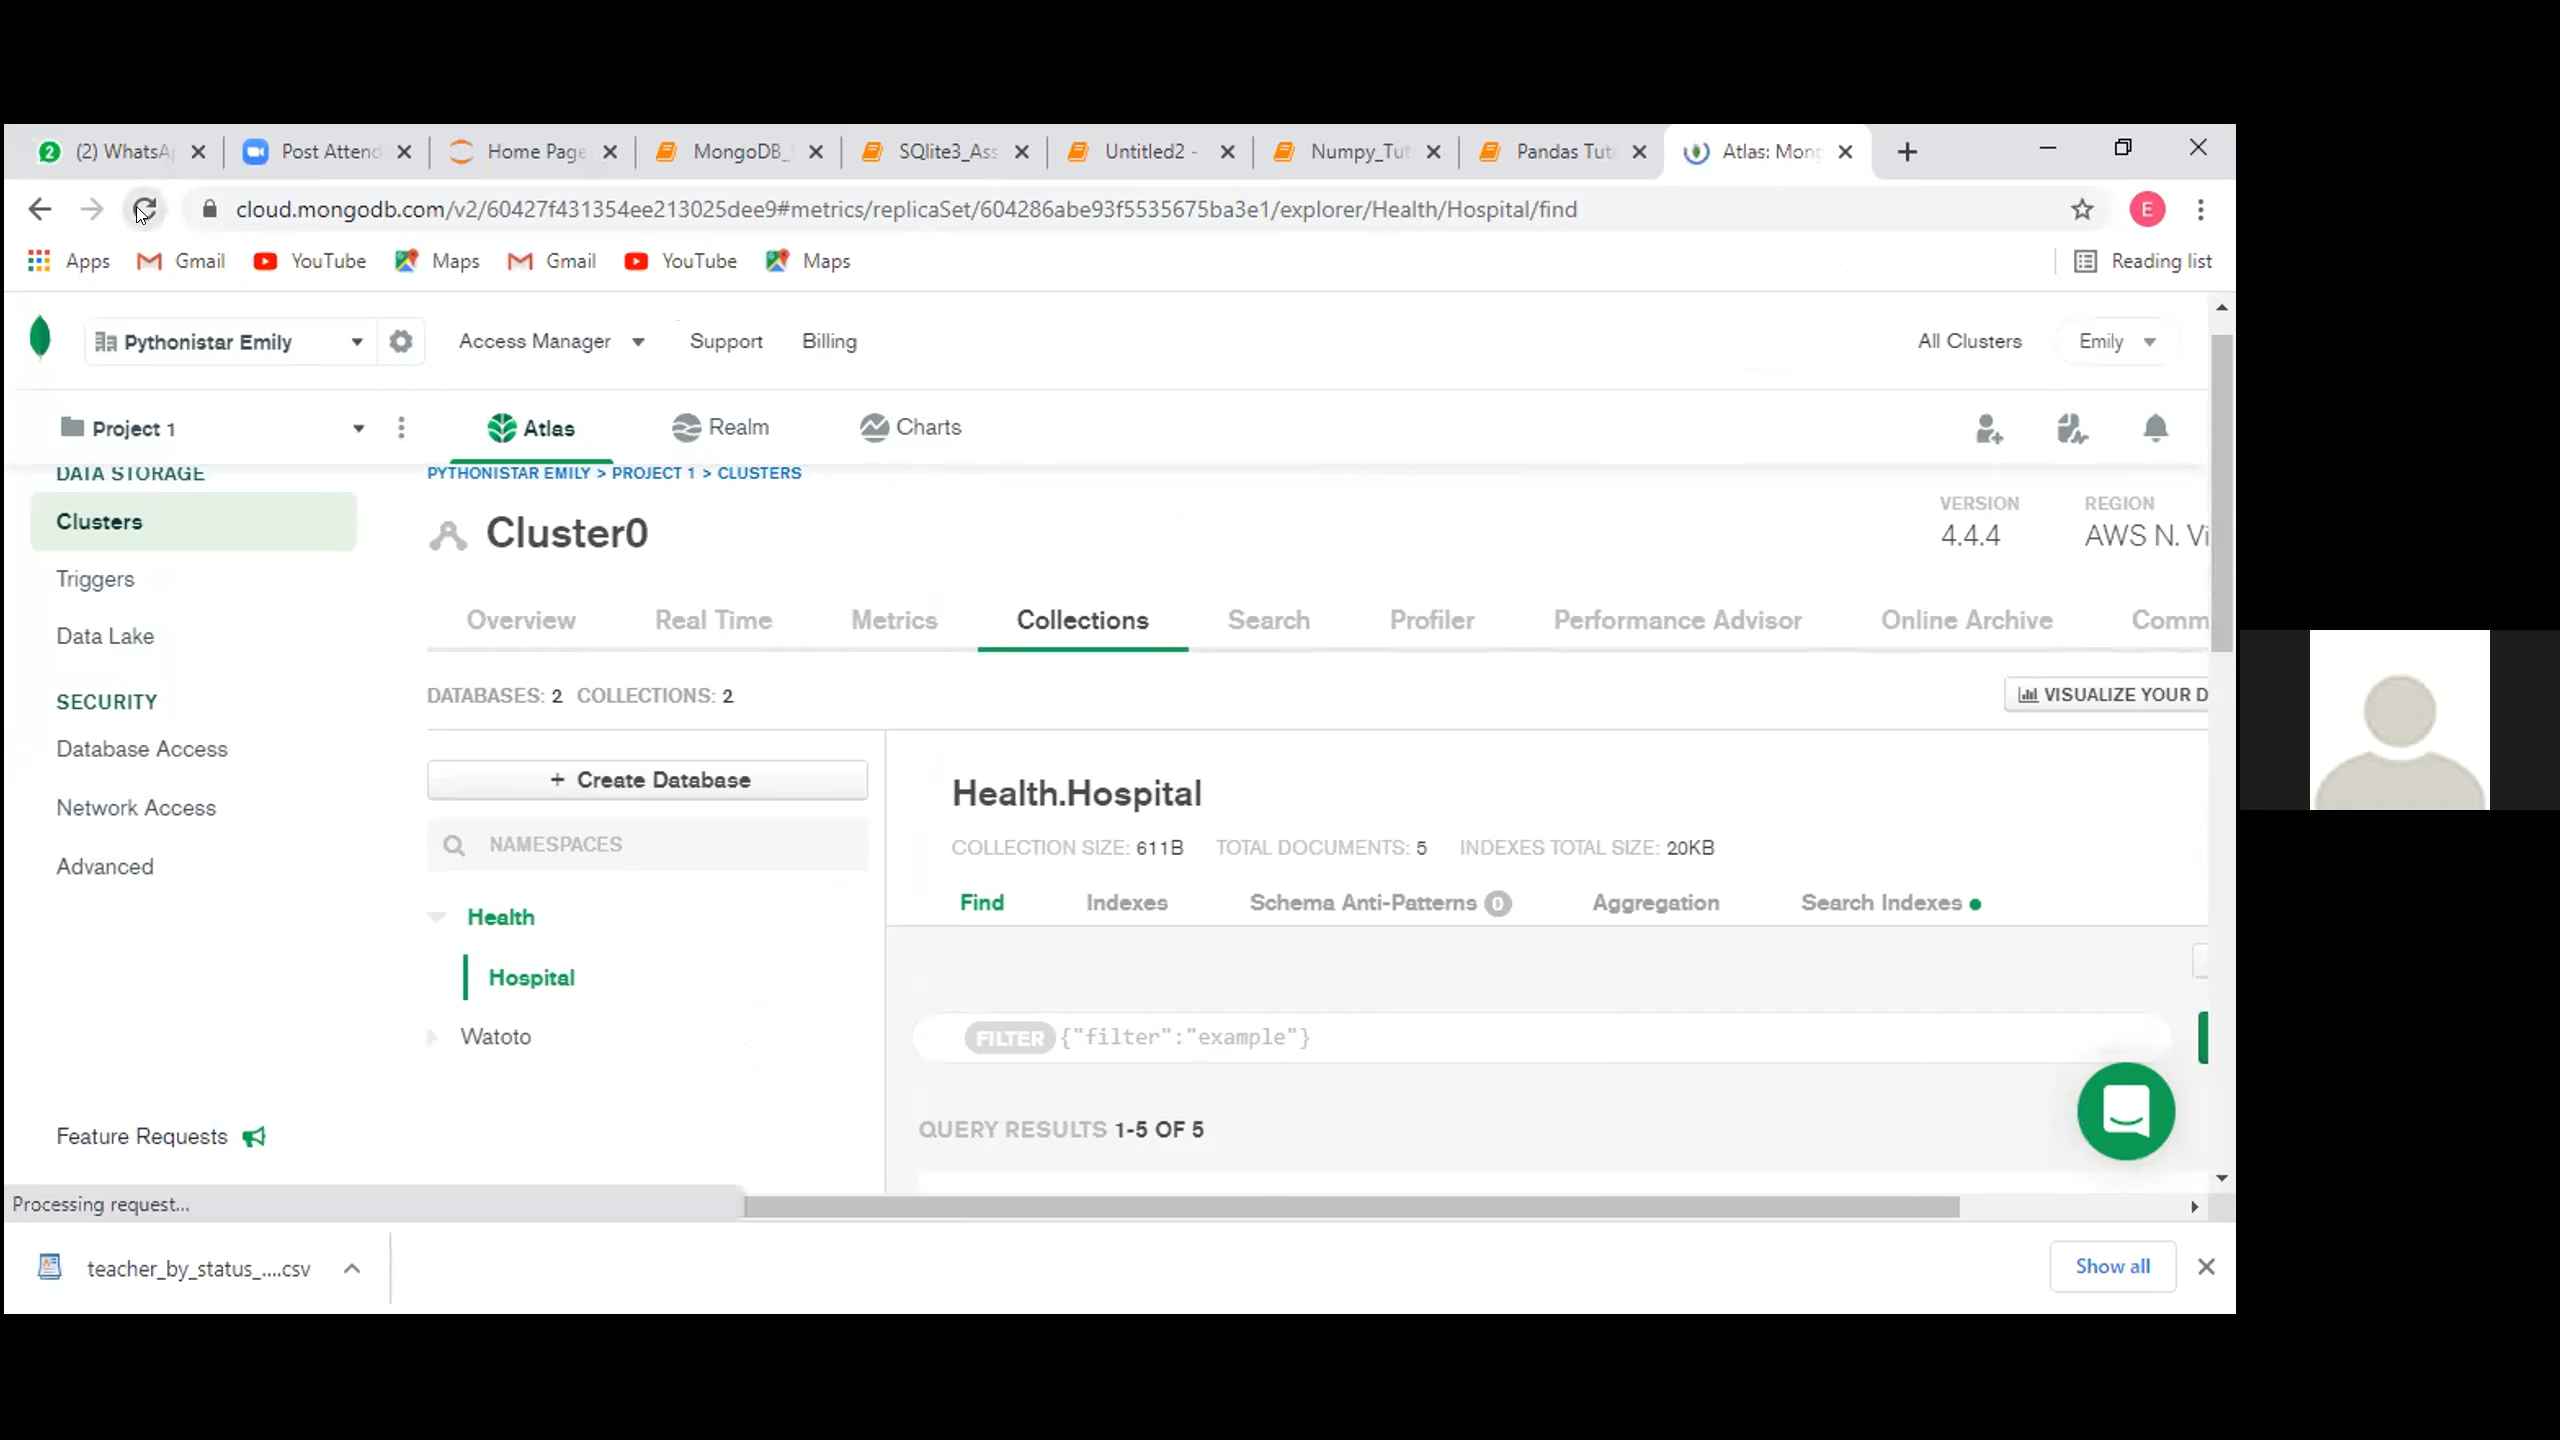 2 (2) WhatsA
Post Attend
Home Page
MongoDB_
SQlite3_Ass
Untitled2 -
Numpy_Tut
Pandas Tut
Atlas: Mon
cloud.mongodb.com/v2/60427f431354ee213025dee9#metrics/replicaSet/604286abe93f5535675ba3e1/explorer/Health/Hospital/find
E
Apps Gmail YouTube Maps Gmail YouTube Maps Reading list
Pythonistar Emily Access Manager Support Billing All Clusters Emily
Project 1 Atlas Realm Charts
DATA STORAGE
Clusters
Triggers
Data Lake
SECURITY
Database Access
Network Access
Advanced
Feature Requests
PYTHONISTAR EMILY > PROJECT 1 > CLUSTERS
Cluster0
VERSION
4.4.4
REGION
AWS N. Vi
Overview Real Time Metrics Collections Search Profiler Performance Advisor Online Archive Comm
DATABASES: 2 COLLECTIONS: 2
VISUALIZE YOUR D
+ Create Database
NAMESPACES
Health
Hospital
Watoto
Health.Hospital
COLLECTION SIZE: 611B TOTAL DOCUMENTS: 5 INDEXES TOTAL SIZE: 20KB
Find Indexes Schema Anti-Patterns 0 Aggregation Search Indexes
FILTER {"filter":"example"}
QUERY RESULTS 1-5 OF 5
Processing request...
teacher_by_status_....csv
Show all